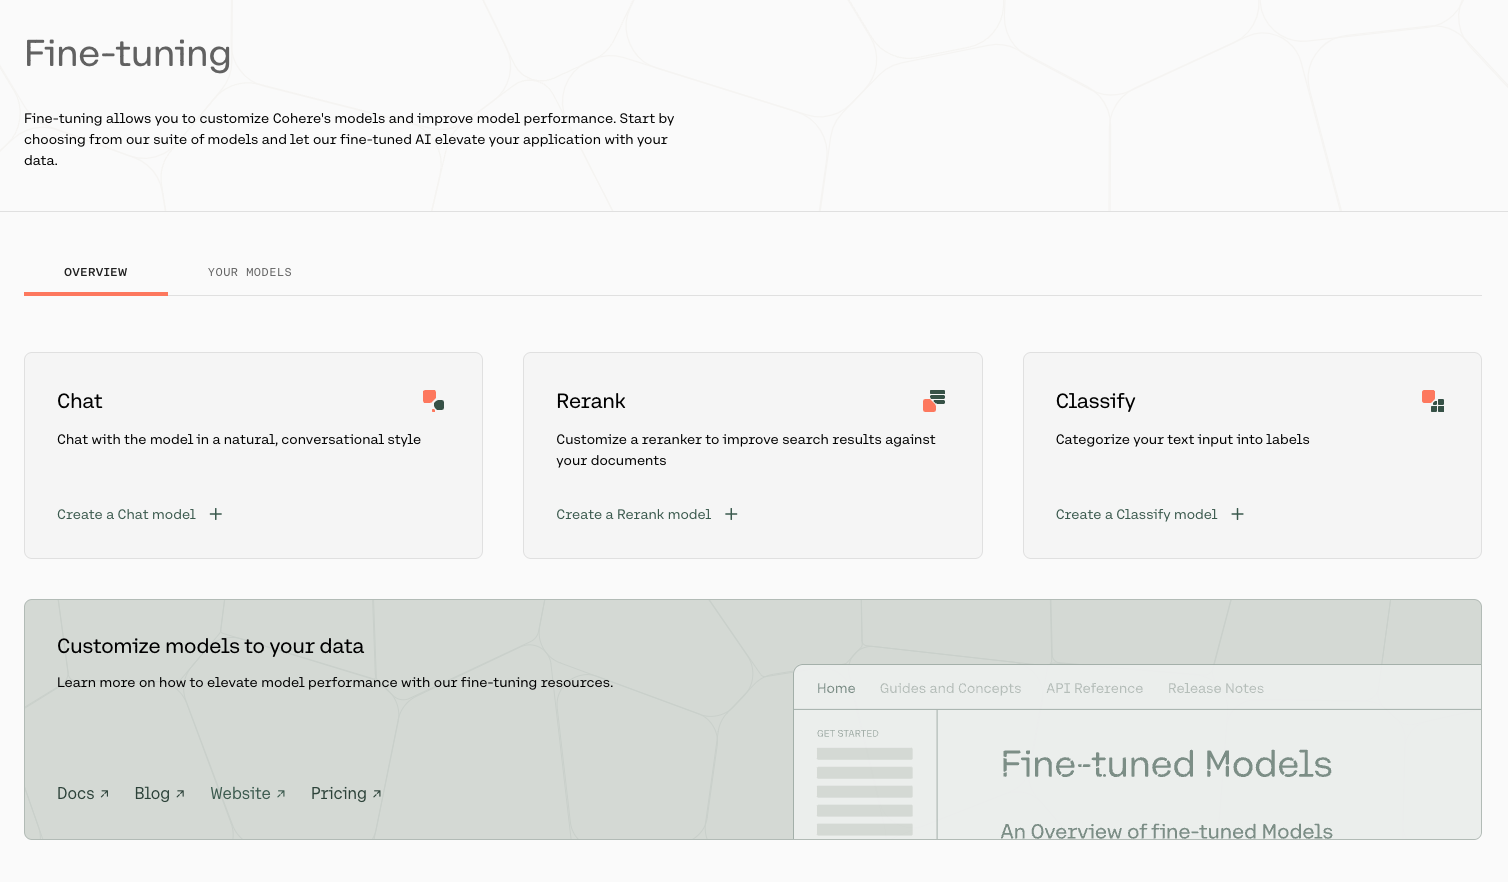 Fine-tuning
Fine-tuning allows you to customize Cohere's models and improve model performance. Start by
choosing from our suite of models and let our fine-tuned AI elevate your application with your
data.
OVERVIEW
YOUR MODELS
Chat
Chat with the model in a natural, conversational style
Create a Chat model
Rerank
Customize a reranker to improve search results against
your documents
Create a Rerank model
Classify
Categorize your text input into labels
Create a Classify model
Customize models to your data
Learn more on how to elevate model performance with our fine-tuning resources.
Docs
Blog
Website
Pricing
Home
Guides and Concepts
API Reference
Release Notes
GET STARTED
Fine-tuned Models
An Overview of fine-tuned Models